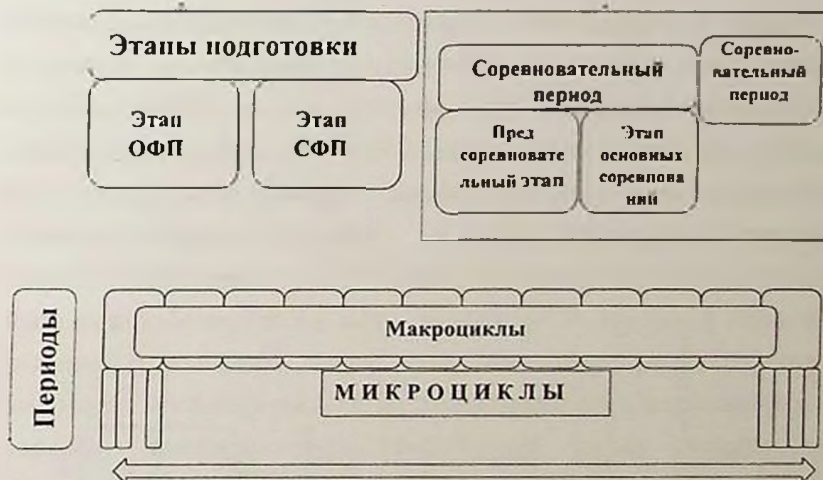 Этапы подготовки
Этап
ОФП
Этап
СФП
Соревновательный
период
Пред
соревновате
льный этап
Этап
основных
соревнова
ний
Соревно-
вательный
период
Периоды
Макроциклы
МИКРОЦИКЛЫ